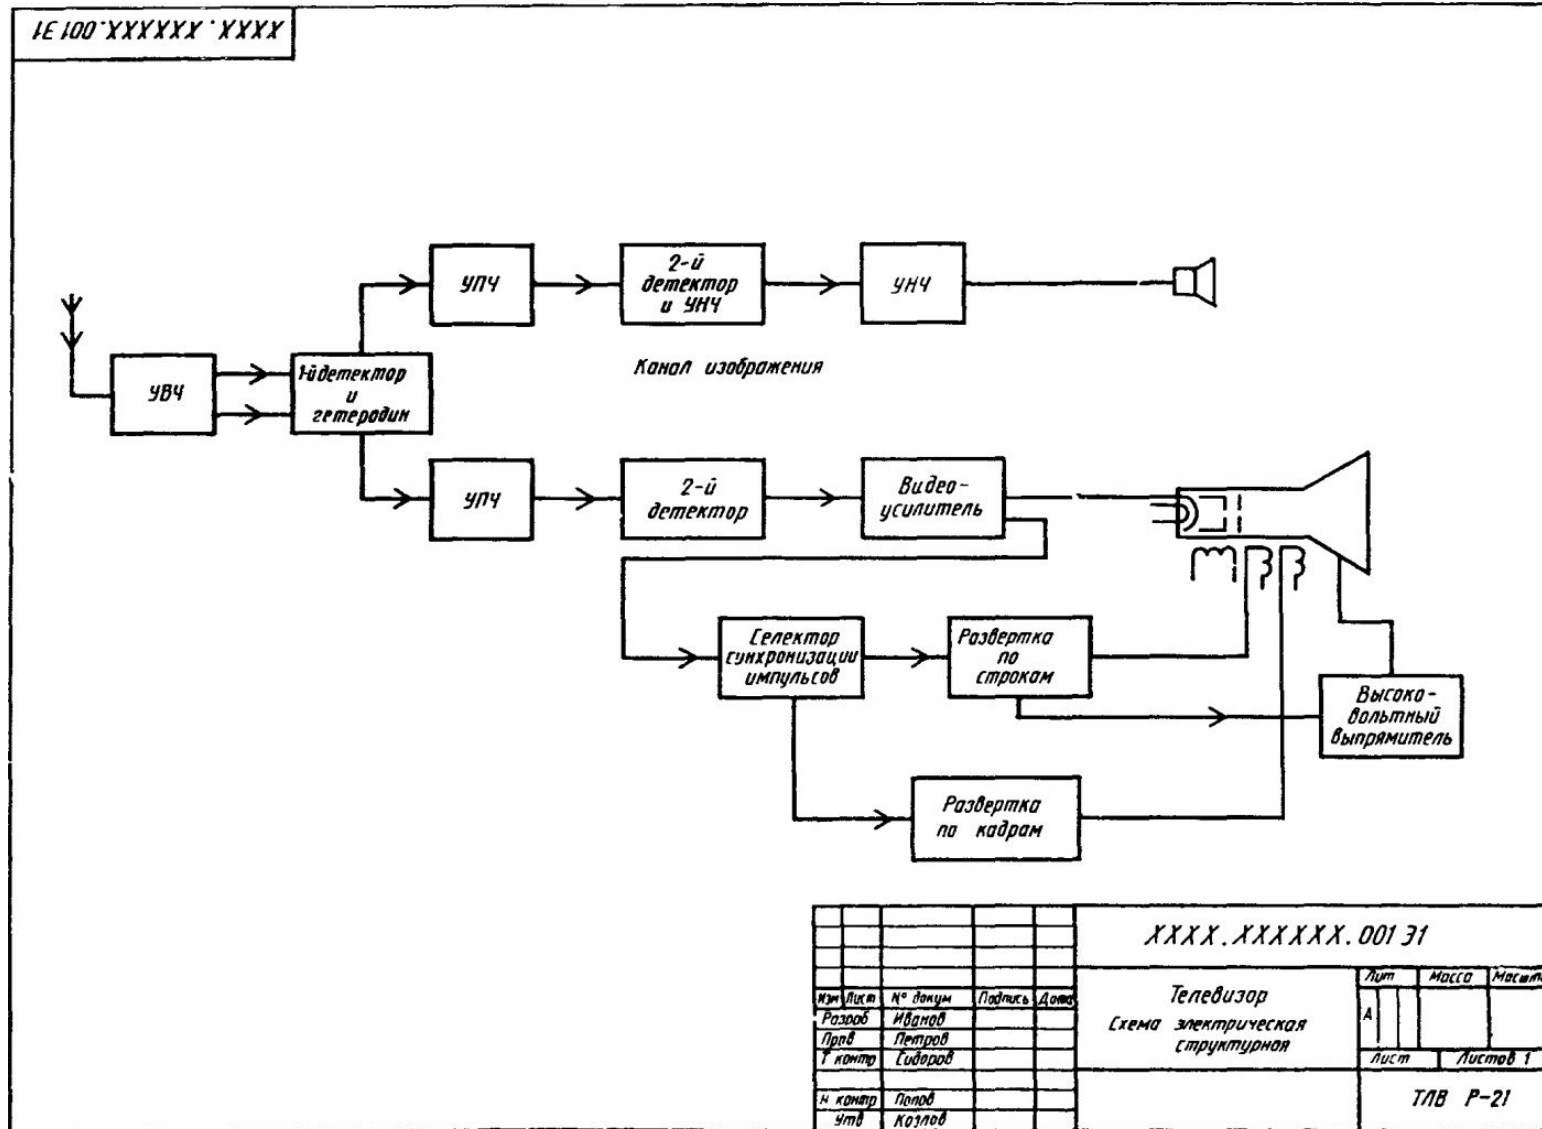 XXXX.XXXXXX.001 Э1
УПЧ
2-й
детектор
и УНЧ
УНЧ
Канал изображения
УВЧ
1-й детектор
и
гетеродин
УПЧ
2-й
детектор
Видео-
усилитель
Селектор
синхронизации
импульсов
Развертка
по
строкам
Высоко-
вольтный
выпрямитель
Развертка
по кадрам
XXXX.XXXXXX.001 Э1
Изм Лист № докум Подпись Дата
Разраб Иванов
Пров Петров
Т контр Сидоров
Н контр Попов
Утв Козлов
Телевизор
Схема электрическая
структурная
Лит Масса Масшт
А
Лист Листов 1
ТЛВ Р-21